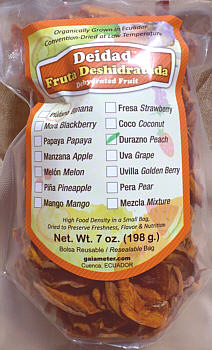 Organically Grown in Ecuador
Convention-Dried at Low Temperature
Deidad
Fruta Deshidratada
Dehydrated Fruit
Banana
Fresa Strawberry
Mora Blackberry
Coco Coconut
Papaya Papaya
Durazno Peach
Manzana Apple
Uva Grape
Melón Melon
Uvilla Golden Berry
Piña Pineapple
Pera Pear
Mango Mango
Mezcla Mixture
High Food Density in a Small Bag,
Dried to Preserve Freshness, Flavor & Nutrition
Net. Wt. 7 oz. (198 g.)
Bolsa Reusable / Resealable Bag
gaiameter.com
Cuenca, ECUADOR